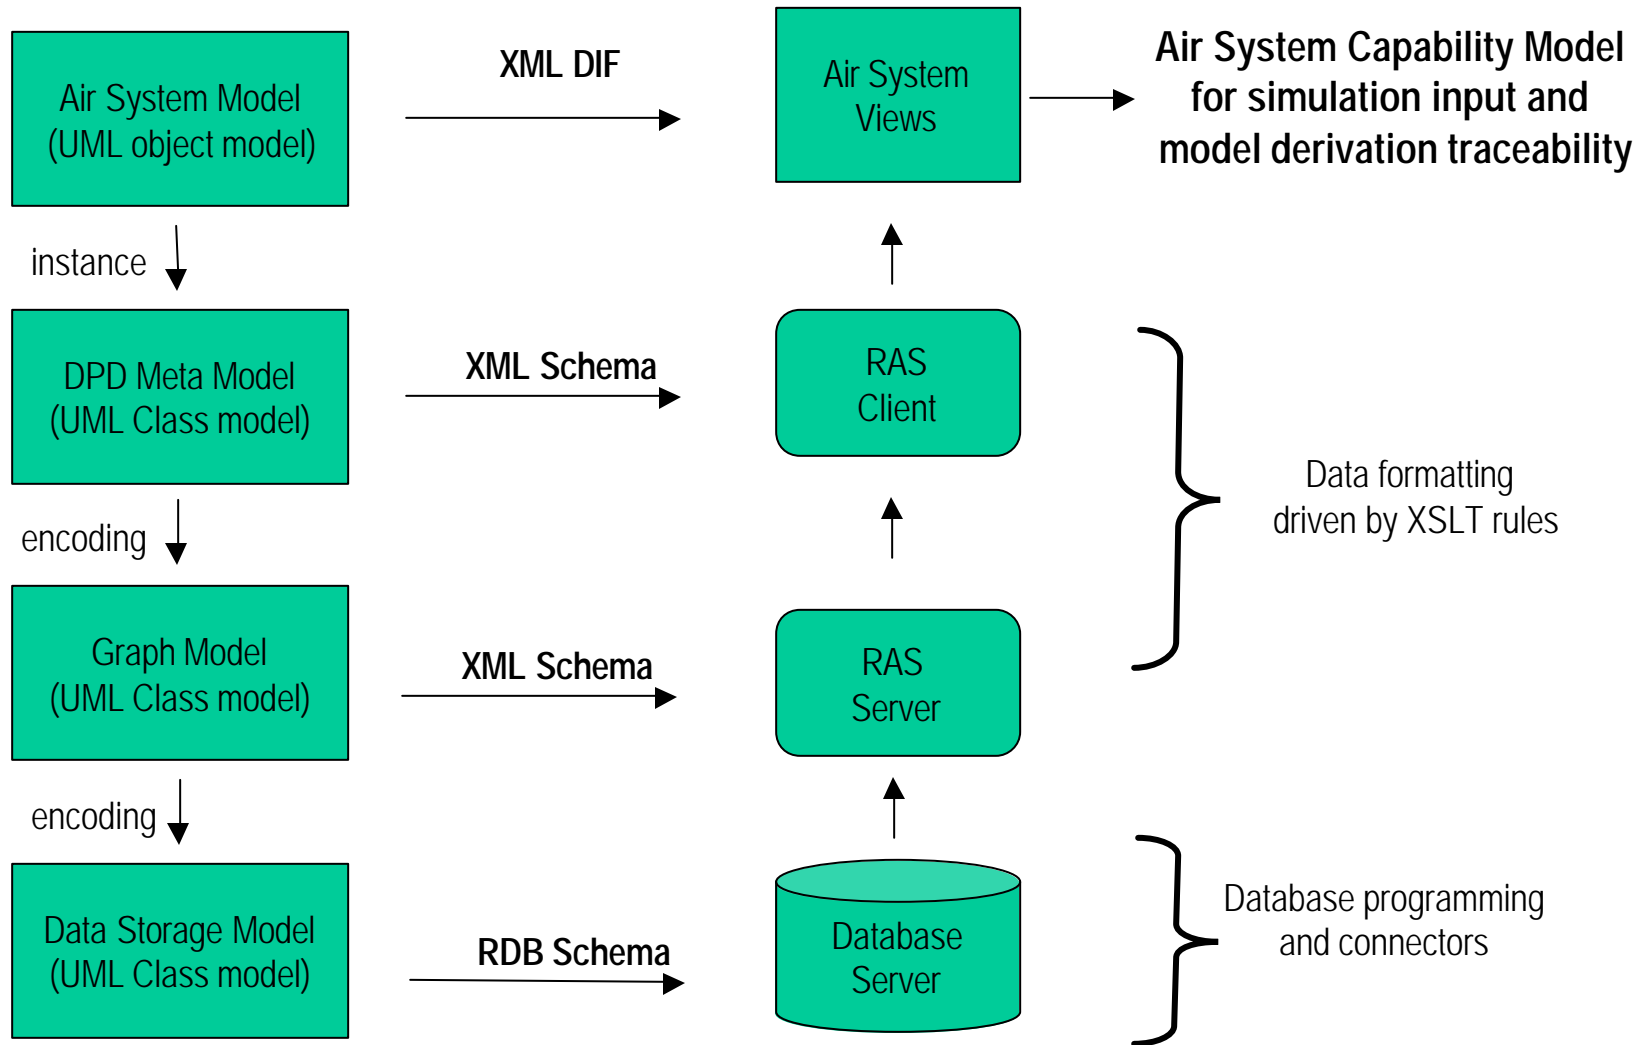 Air System Model
(UML object model)
XML DIF
Air System
Views
Air System Capability Model
for simulation input and
model derivation traceability
instance
DPD Meta Model
(UML Class model)
XML Schema
RAS
Client
Data formatting
driven by XSLT rules
encoding
Graph Model
(UML Class model)
XML Schema
RAS
Server
encoding
Data Storage Model
(UML Class model)
RDB Schema
Database
Server
Database programming
and connectors